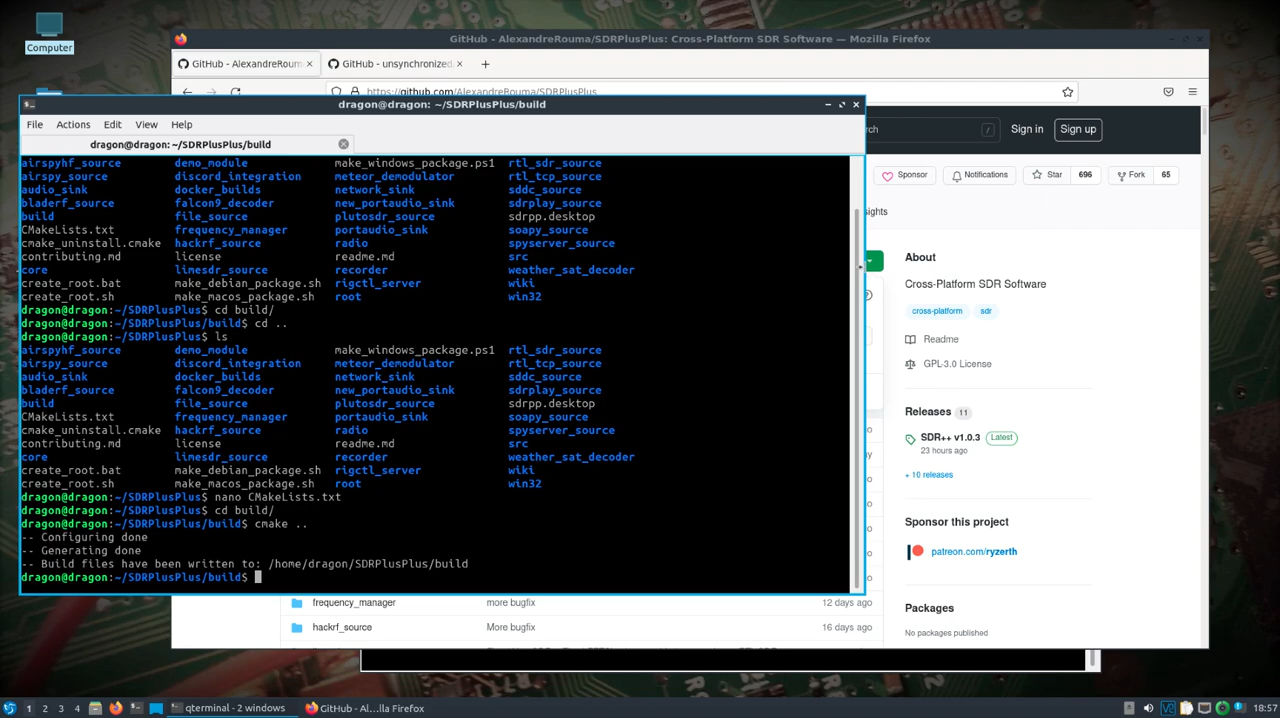 Computer
GitHub - AlexandreRouma/SDRPlusPlus: Cross-Platform SDR Software — Mozilla Firefox
GitHub - AlexandreRoum
GitHub - unsynchronized
https://github.com/AlexandreRouma/SDRPlusPlus
dragon@dragon: ~/SDRPlusPlus/build
File Actions Edit View Help
dragon@dragon: ~/SDRPlusPlus/build
airspyhf_source demo_module make_windows_package.ps1 rtl_sdr_source
airspy_source discord_integration meteor_demodulator rtl_tcp_source
audio_sink docker_builds network_sink sddc_source
bladerf_source falcon9_decoder new_portaudio_sink sdrplay_source
build file_source plutosdr_source sdrpp.desktop
CMakeLists.txt frequency_manager portaudio_sink soapy_source
cmake_uninstall.cmake hackrf_source radio spyserver_source
contributing.md license readme.md src
core limesdr_source recorder weather_sat_decoder
create_root.bat make_debian_package.sh rigctl_server wiki
create_root.sh make_macos_package.sh root win32
dragon@dragon:~/SDRPlusPlus$ cd build/
dragon@dragon:~/SDRPlusPlus/build$ cd ..
dragon@dragon:~/SDRPlusPlus$ ls
airspyhf_source demo_module make_windows_package.ps1 rtl_sdr_source
airspy_source discord_integration meteor_demodulator rtl_tcp_source
audio_sink docker_builds network_sink sddc_source
bladerf_source falcon9_decoder new_portaudio_sink sdrplay_source
build file_source plutosdr_source sdrpp.desktop
CMakeLists.txt frequency_manager portaudio_sink soapy_source
cmake_uninstall.cmake hackrf_source radio spyserver_source
contributing.md license readme.md src
core limesdr_source recorder weather_sat_decoder
create_root.bat make_debian_package.sh rigctl_server wiki
create_root.sh make_macos_package.sh root win32
dragon@dragon:~/SDRPlusPlus$ nano CMakeLists.txt
dragon@dragon:~/SDRPlusPlus$ cd build/
dragon@dragon:~/SDRPlusPlus/build$ cmake ..
-- Configuring done
-- Generating done
-- Build files have been written to: /home/dragon/SDRPlusPlus/build
dragon@dragon:~/SDRPlusPlus/build$
rch / Sign in Sign up
Sponsor Notifications Star 696 Fork 65
ights
About
Cross-Platform SDR Software
cross-platform sdr
Readme
GPL-3.0 License
Releases 11
SDR++ v1.0.3 Latest
23 hours ago
+ 10 releases
Sponsor this project
patreon.com/ryzerth
Packages
No packages published
frequency_manager More bugfix 12 days ago
hackrf_source More bugfix 16 days ago
1 2 3 4 qterminal - 2 windows GitHub - Al...lla Firefox 18:57